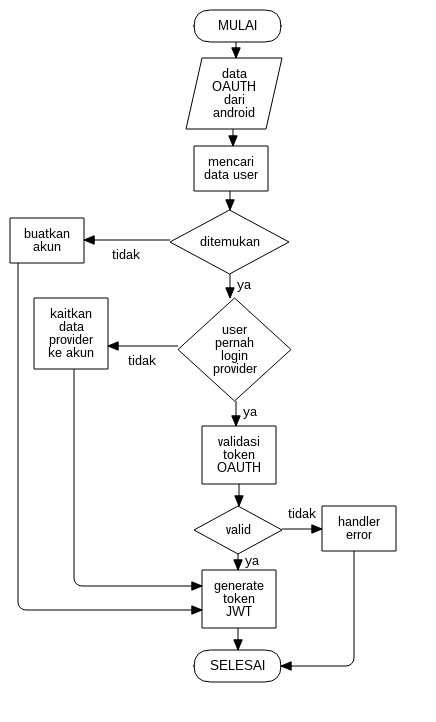 MULAI
data
OAUTH
dari
android
mencari
data user
ditemukan
tidak
buatkan
akun
ya
user
pernah
login
provider
tidak
kaitkan
data
provider
ke akun
ya
validasi
token
OAUTH
valid
tidak
handler
error
ya
generate
token
JWT
SELESAI